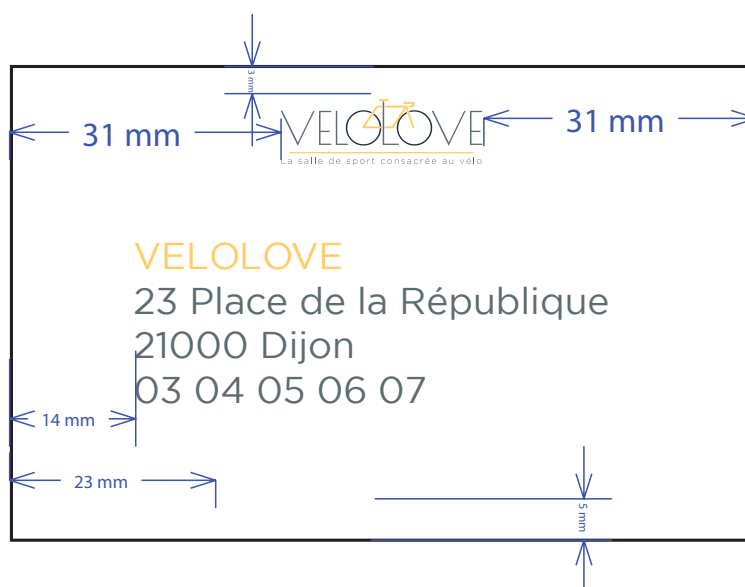 3 mm
31 mm
VELOLOVE
31 mm
La salle de sport consacrée au vélo
VELOLOVE
23 Place de la République
21000 Dijon
03 04 05 06 07
14 mm
23 mm
5 mm